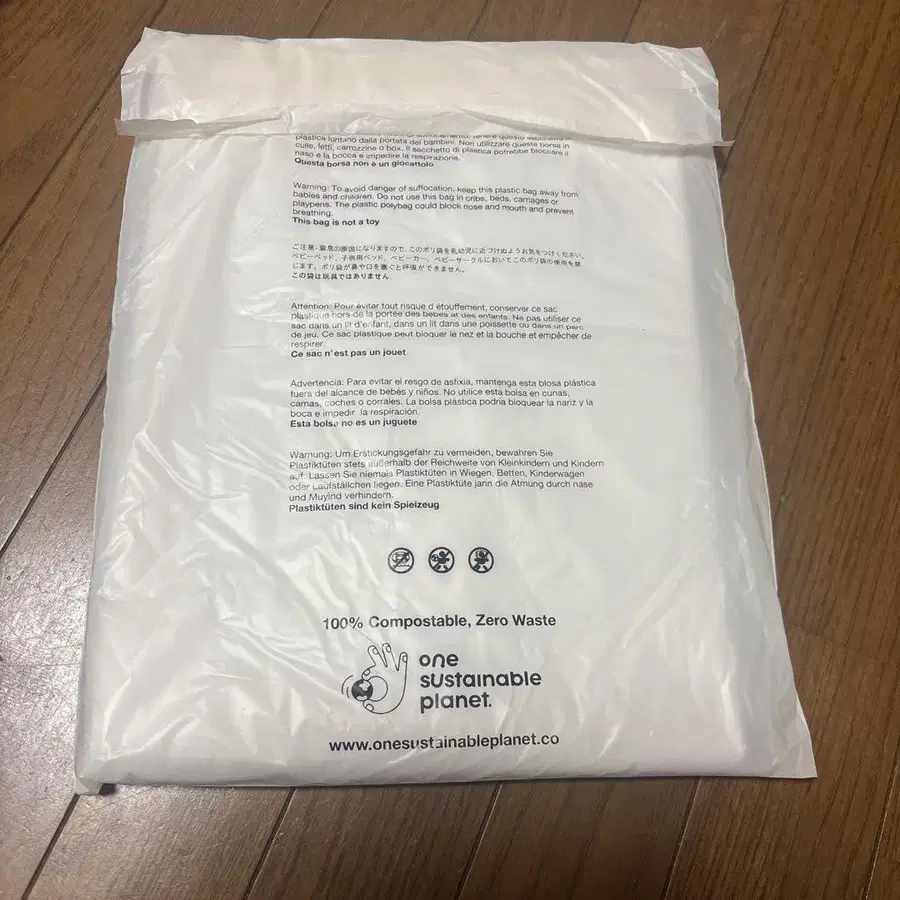 plastica lontano dalla portata dei bambini. Non utilizzare questa borsa in
culle, letti, carrozzine o box. Il sacchetto di plastica potrebbe bloccare il
naso e la bocca e impedire la respirazione.
Questa borsa non è un giocattolo
Warning: To avoid danger of suffocation, keep this plastic bag away from
babies and children. Do not use this bag in cribs, beds, carriages or
playpens. The plastic polybag could block nose and mouth and prevent
breathing.
This bag is not a toy
ご注意:窒息の原因になりますので、このポリ袋を乳幼児に近づけぬようお気をつけください。
ベビーベッド、子供用ベッド、ベビーカー、ベビーサークルにおいてこのポリ袋の使用を禁
じます。ポリ袋が鼻や口を塞ぐと呼吸ができません。
この袋は玩具ではありません
Attention: Pour éviter tout risque d étouffement, conserver ce sac
plastique hors de la portée des bébés at des enfants. Ne pas utiliser ce
sac dans un lit d'enfant, dans un lit dans une poissette ou dans un parc
de jeu. Ce sac plastique peut bloquer le nez et la bouche et empêcher de
respirer.
Ce sac n'est pas un jouet
Advertencia: Para evitar el resgo de asfixia, mantenga esta blosa plástica
fuers del alcance de bebés y niños. No utilice esta bolsa en cunas,
camas, coches o corrales. La bolsa plástica podria bloquear la nariz y la
boca e impedir la respiración.
Esta bolsa no es un juguete
Warnung: Um Erstickungsgefahr zu vermeiden, bewahren Sie
Plastiktüten stets außerhalb der Reichweite von Kleinkindern und Kindern
auf. Lassen Sie niemals Plastiktüten in Wiegen, Betten, Kinderwagen
oder Laufställchen liegen. Eine Plastiktüte jann die Atmung durch nase
und Muyind verhindern.
Plastiktüten sind kein Spieizeug
100% Compostable, Zero Waste
one
sustainable
planet.
www.onesustainableplanet.co